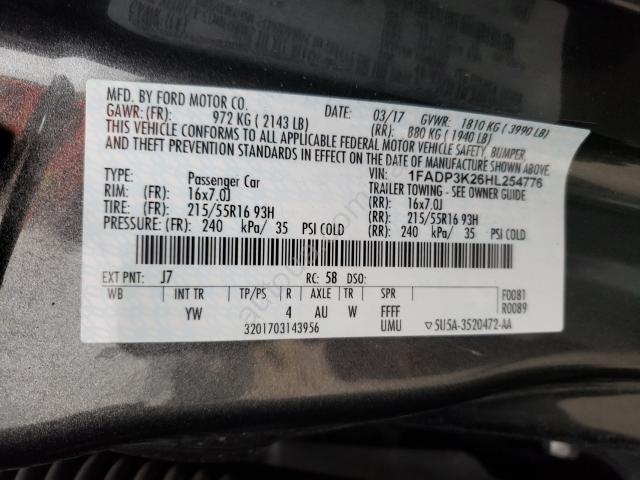 MFD. BY FORD MOTOR CO. DATE: 03/17 GVWR: 1810 KG ( 3990 LB)
GAWR: (FR): 972 KG ( 2143 LB) (RR): 880 KG ( 1940 LB)
THIS VEHICLE CONFORMS TO ALL APPLICABLE FEDERAL MOTOR VEHICLE SAFETY, BUMPER,
AND THEFT PREVENTION STANDARDS IN EFFECT ON THE DATE OF MANUFACTURE SHOWN ABOVE.
VIN: 1FADP3K26HL254776
TYPE: Passenger Car TRAILER TOWING - SEE OWNER GUIDE
RIM: (FR): 16x7.0J (RR): 16x7.0J
TIRE: (FR): 215/55R16 93H (RR): 215/55R16 93H
PRESSURE: (FR): 240 kPa/ 35 PSI COLD (RR): 240 kPa/ 35 PSI COLD
EXT PNT: J7 RC: 58 DSO:
WB INT TR TP/PS R AXLE TR SPR F0081
YW 4 AU W FFFF R0089
3201703143956 UMU ▽5U5A-3520472-AA